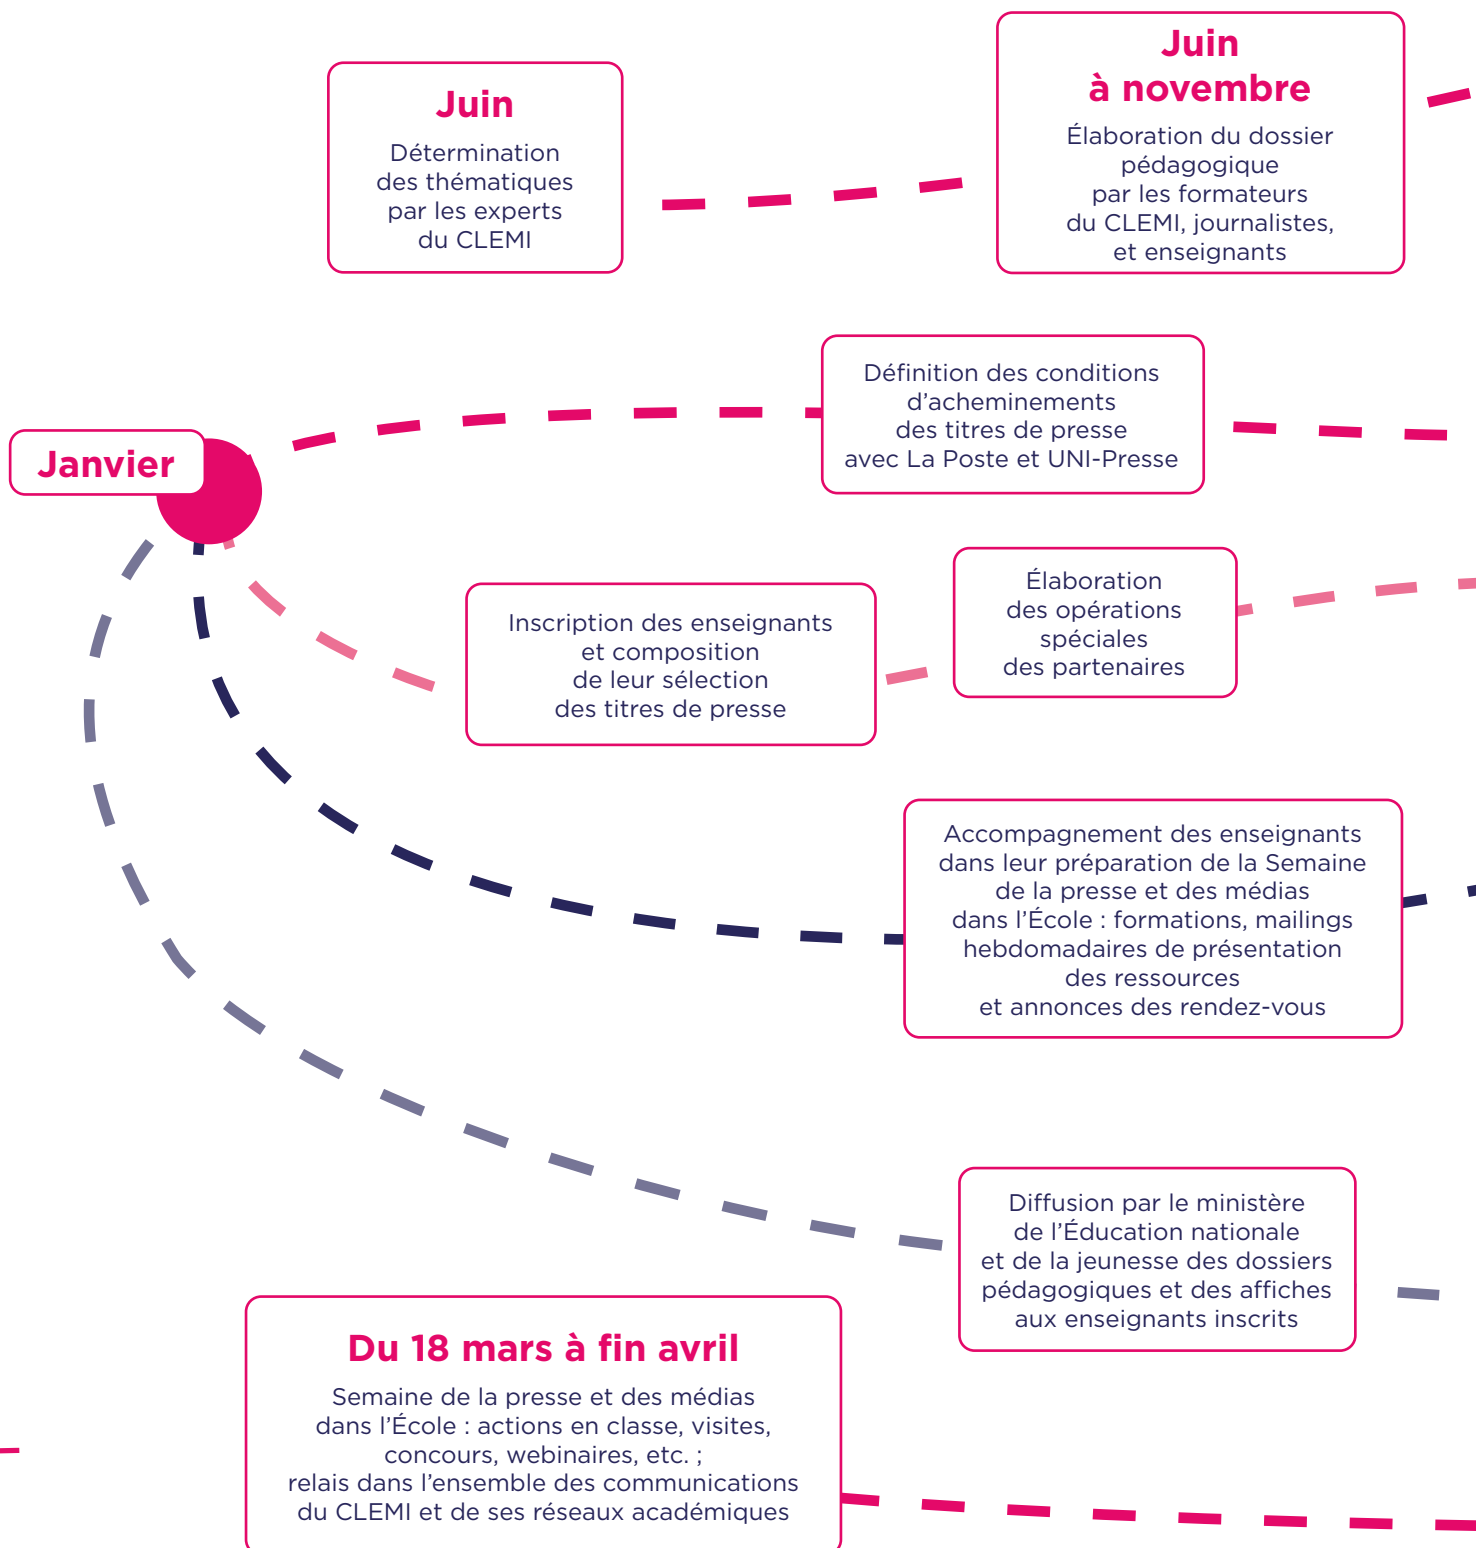 Juin
Détermination
des thématiques
par les experts
du CLEMI
Juin
à novembre
Élaboration du dossier
pédagogique
par les formateurs
du CLEMI, journalistes,
et enseignants
Janvier
Définition des conditions
d’acheminements
des titres de presse
avec La Poste et UNI-Presse
Inscription des enseignants
et composition
de leur sélection
des titres de presse
Élaboration
des opérations
spéciales
des partenaires
Accompagnement des enseignants
dans leur préparation de la Semaine
de la presse et des médias
dans l’École : formations, mailings
hebdomadaires de présentation
des ressources
et annonces des rendez-vous
Diffusion par le ministère
de l’Éducation nationale
et de la jeunesse des dossiers
pédagogiques et des affiches
aux enseignants inscrits
Du 18 mars à fin avril
Semaine de la presse et des médias
dans l’École : actions en classe, visites,
concours, webinaires, etc. ;
relais dans l’ensemble des communications
du CLEMI et de ses réseaux académiques